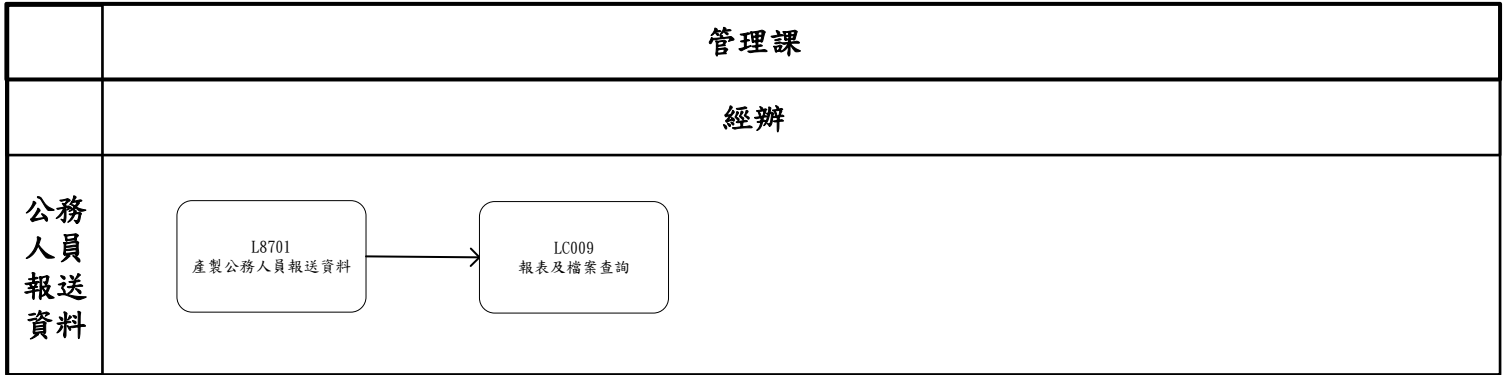 管理課
經辦
公務
人員
報送
資料
L8701
產製公務人員報送資料
LC009
報表及檔案查詢